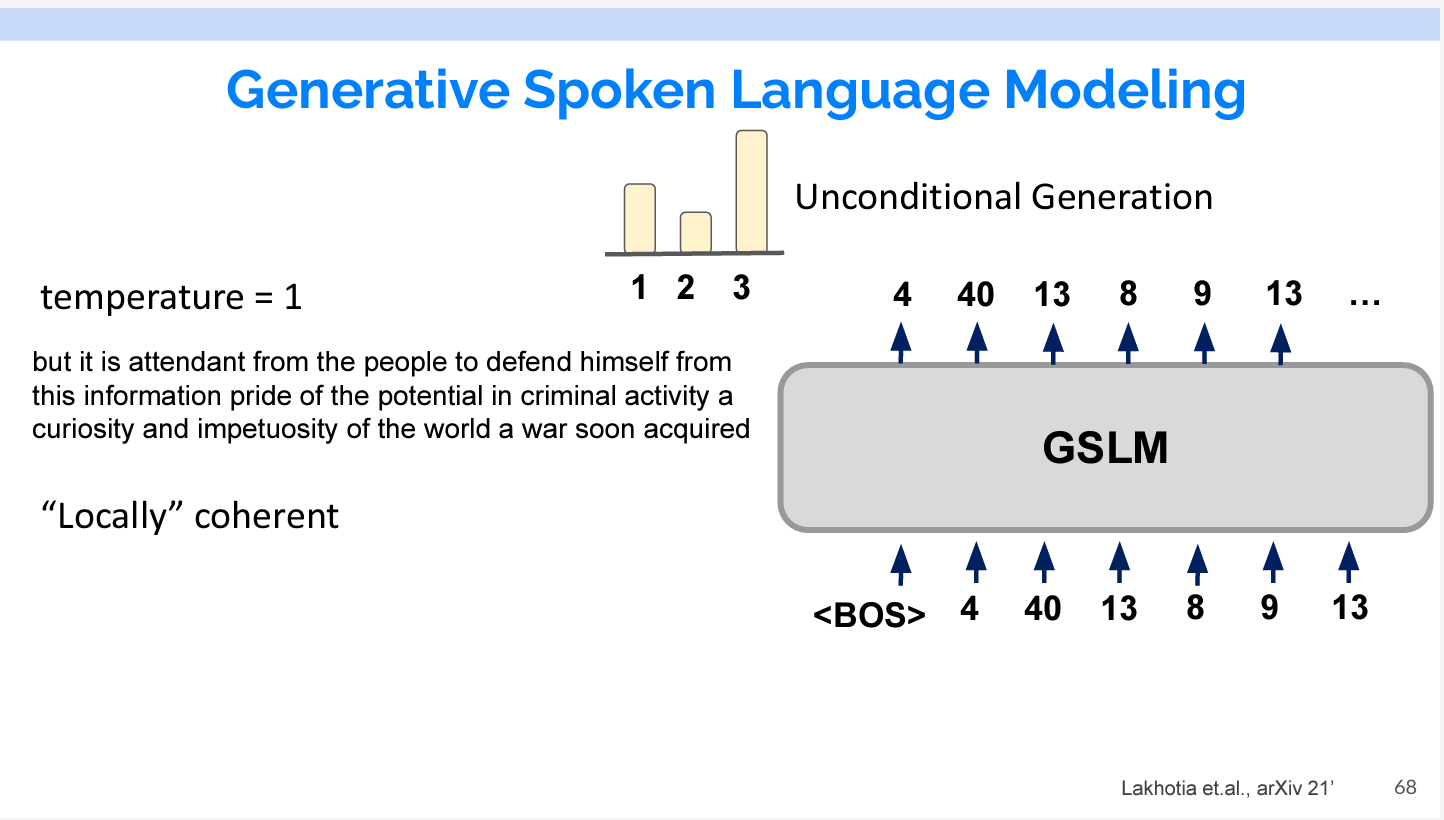 Generative Spoken Language Modeling
Unconditional Generation
1 2 3
temperature = 1
4 40 13 8 9 13 …
but it is attendant from the people to defend himself from
this information pride of the potential in criminal activity a
curiosity and impetuosity of the world a war soon acquired
GSLM
“Locally” coherent
<BOS> 4 40 13 8 9 13
Lakhotia et.al., arXiv 21’
68